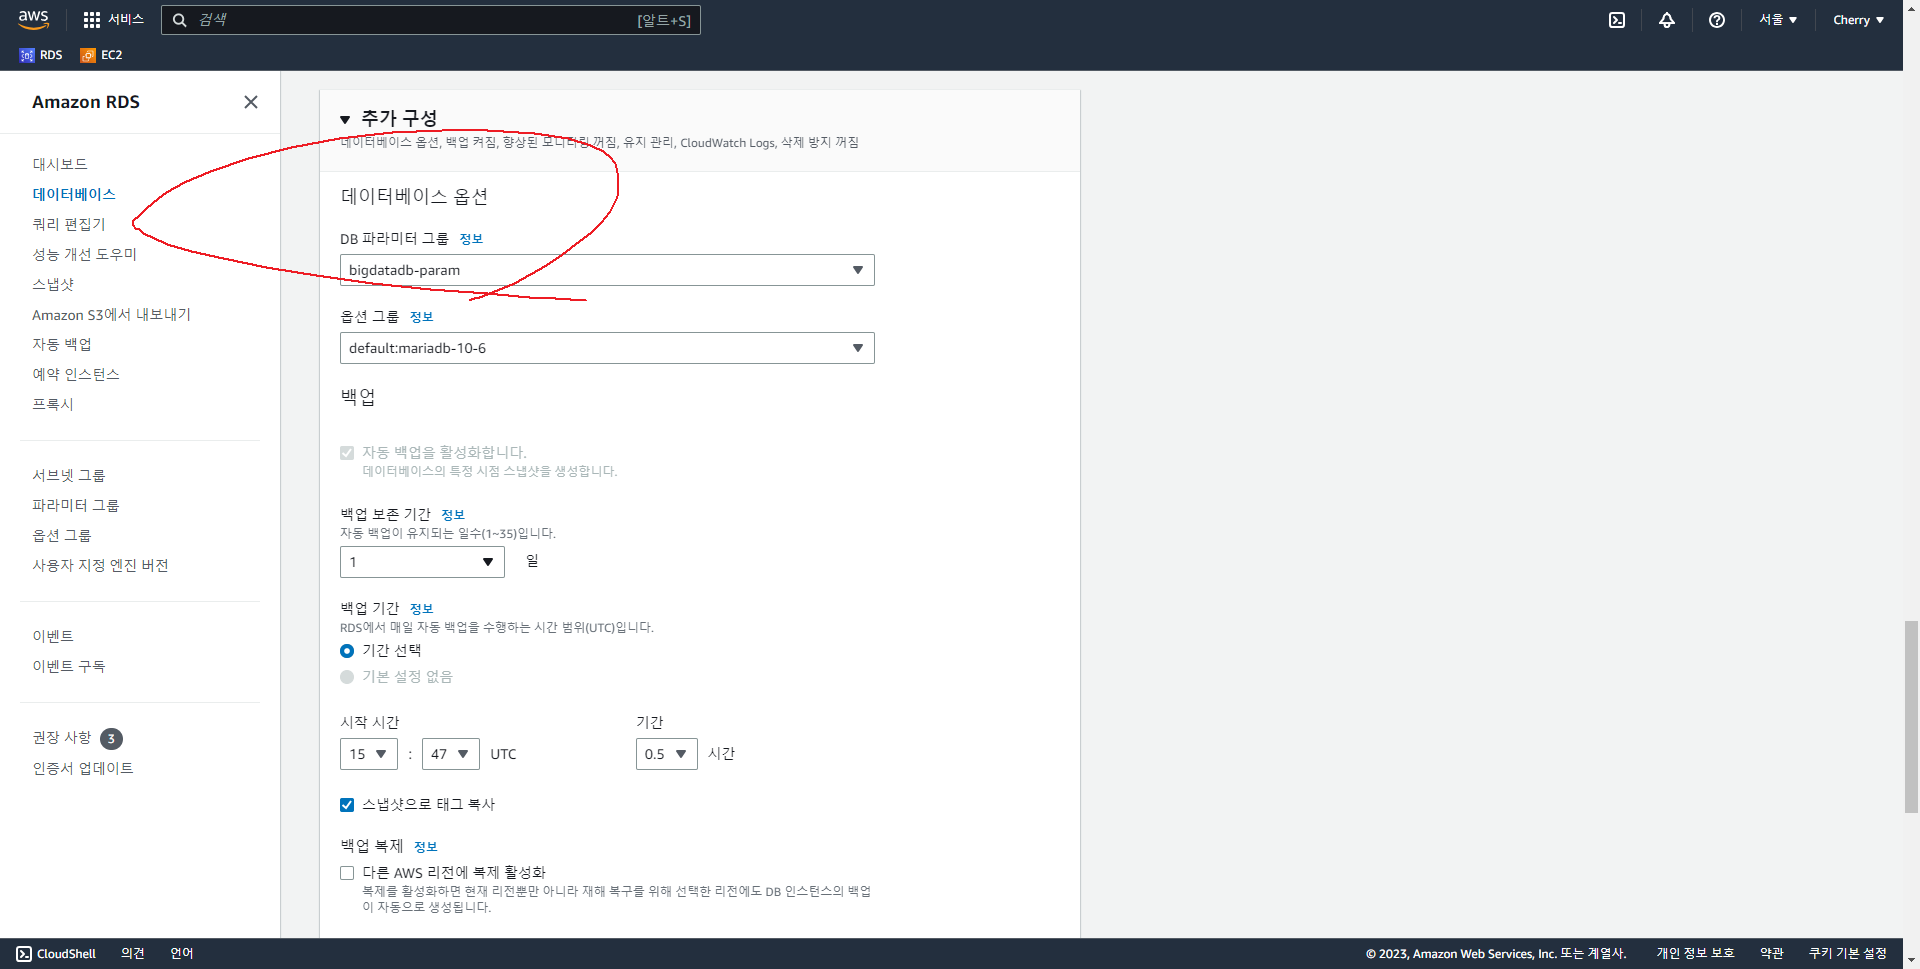 aws 서비스 검색 [알트+S] 서울 ▼ Cherry ▼
RDS EC2
Amazon RDS
대시보드
데이터베이스
쿼리 편집기
성능 개선 도우미
스냅샷
Amazon S3에서 내보내기
자동 백업
예약 인스턴스
프록시
서브넷 그룹
파라미터 그룹
옵션 그룹
사용자 지정 엔진 버전
이벤트
이벤트 구독
권장 사항 3
인증서 업데이트
▼ 추가 구성
데이터베이스 옵션, 백업 켜짐, 향상된 모니터링 꺼짐, 유지 관리, CloudWatch Logs, 삭제 방지 꺼짐
데이터베이스 옵션
DB 파라미터 그룹 정보
bigdatadb-param
옵션 그룹 정보
default:mariadb-10-6
백업
자동 백업을 활성화합니다.
데이터베이스의 특정 시점 스냅샷을 생성합니다.
백업 보존 기간 정보
자동 백업이 유지되는 일수(1~35)입니다.
1 일
백업 기간 정보
RDS에서 매일 자동 백업을 수행하는 시간 범위(UTC)입니다.
기간 선택
기본 설정 없음
시작 시간 기간
15 : 47 UTC 0.5 시간
스냅샷으로 태그 복사
백업 복제 정보
다른 AWS 리전에 복제 활성화
복제를 활성화하면 현재 리전뿐만 아니라 재해 복구를 위해 선택한 리전에도 DB 인스턴스의 백업
이 자동으로 생성됩니다.
CloudShell 의견 언어 © 2023, Amazon Web Services, Inc. 또는 계열사. 개인 정보 보호 약관 쿠키 기본 설정